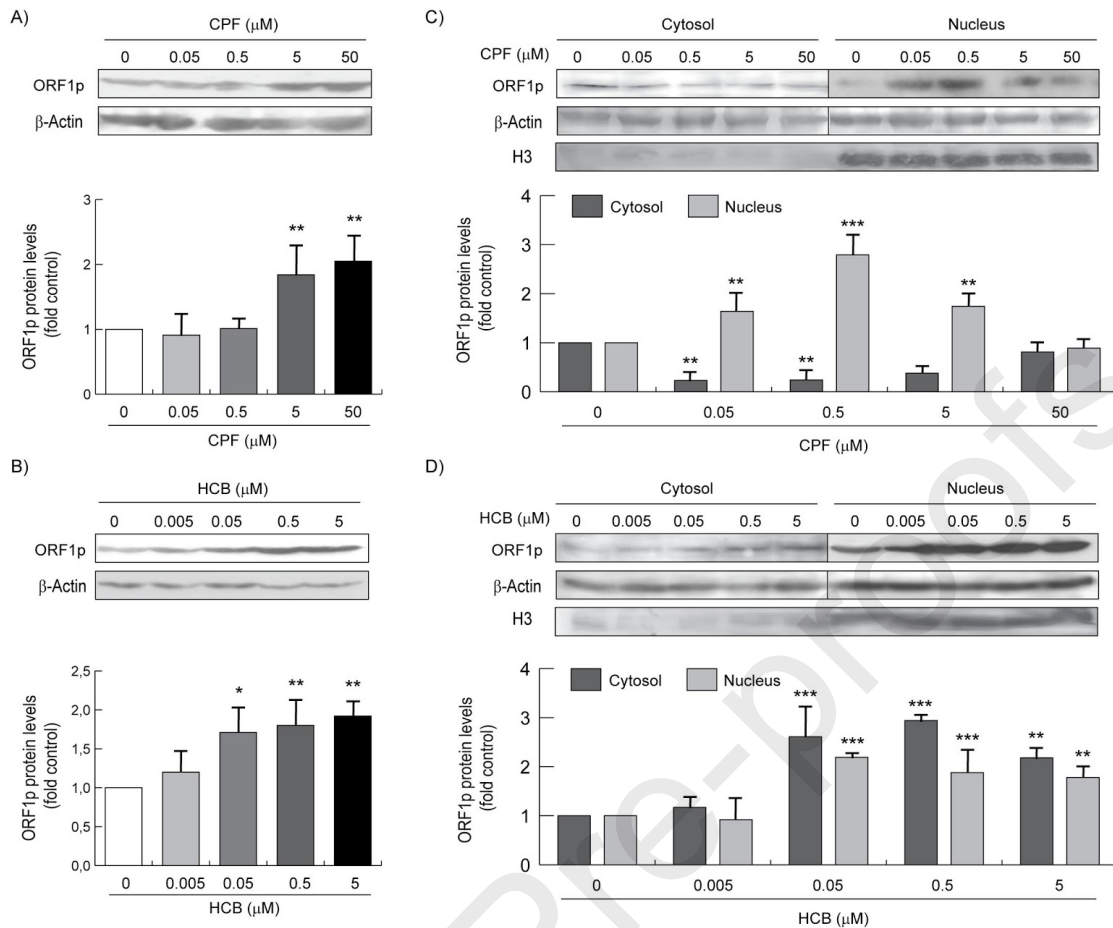 A)
CPF (μM)
0 0.05 0.5 5 50
ORF1p
β-Actin
3
2
1
0
ORF1p protein levels
(fold control)
** **
0 0.05 0.5 5 50
CPF (μM)
B)
HCB (μM)
0 0.005 0.05 0.5 5
ORF1p
β-Actin
2,5
2,0
1,5
1,0
0,5
0,0
ORF1p protein levels
(fold control)
* ** **
0 0.005 0.05 0.5 5
HCB (μM)
C)
Cytosol Nucleus
CPF (μM) 0 0.05 0.5 5 50 0 0.05 0.5 5 50
ORF1p
β-Actin
H3
4
3
2
1
0
ORF1p protein levels
(fold control)
Cytosol Nucleus
** ** ** *** **
0 0.05 0.5 5 50
CPF (μM)
D)
Cytosol Nucleus
HCB (μM) 0 0.005 0.05 0.5 5 0 0.005 0.05 0.5 5
ORF1p
β-Actin
H3
4
3
2
1
0
ORF1p protein levels
(fold control)
Cytosol Nucleus
*** *** *** *** ** **
0 0.005 0.05 0.5 5
HCB (μM)
Pre-proofs